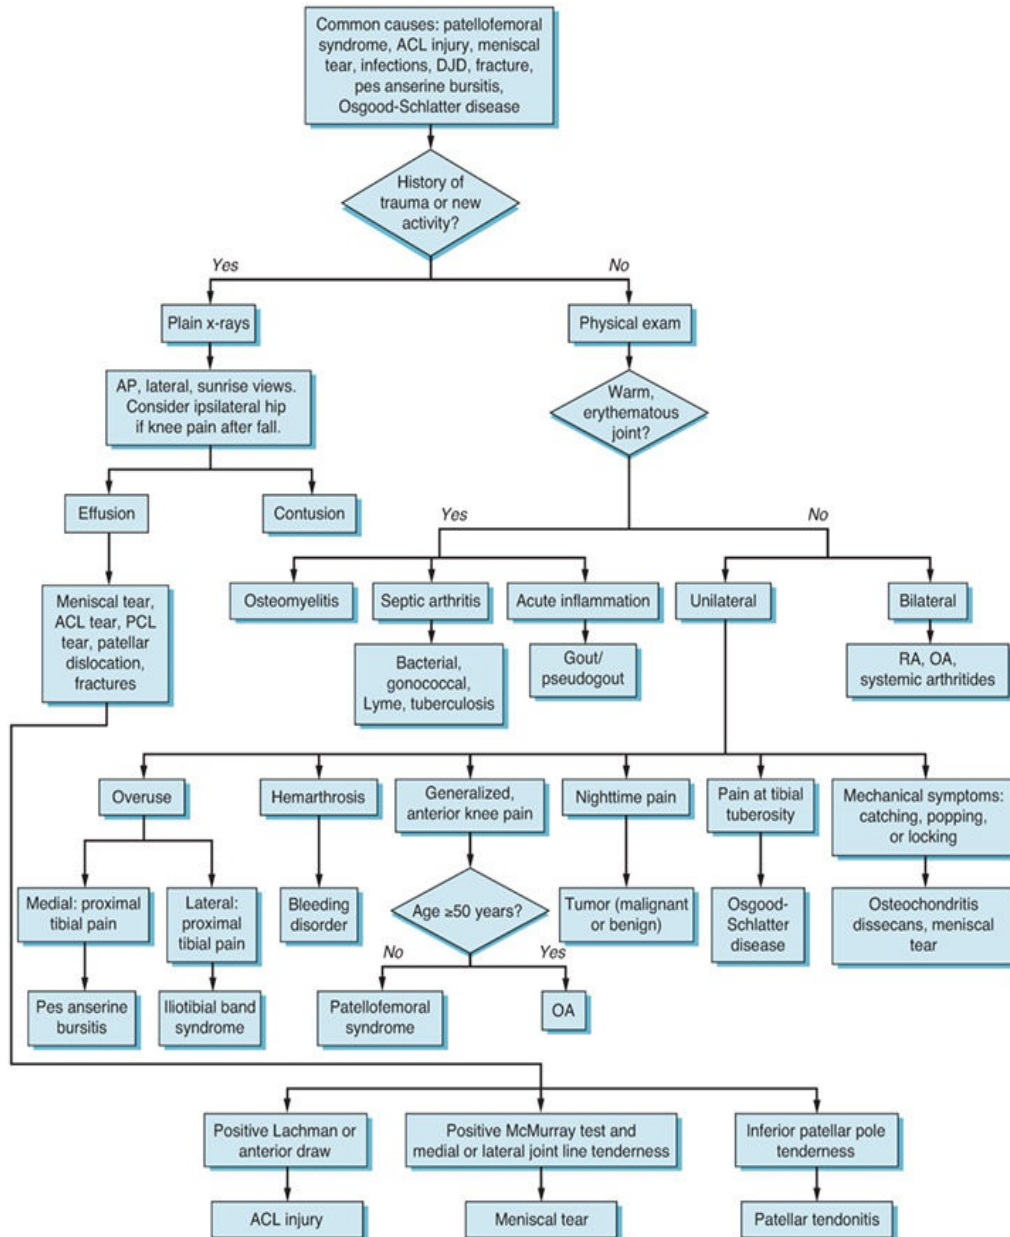 Common causes: patellofemoral
syndrome, ACL injury, meniscal
tear, infections, DJD, fracture,
pes anserine bursitis,
Osgood-Schlatter disease
History of
trauma or new
activity?
Yes
No
Plain x-rays
Physical exam
AP, lateral, sunrise views.
Consider ipsilateral hip
if knee pain after fall.
Warm,
erythematous
joint?
Effusion
Contusion
Yes
No
Meniscal tear,
ACL tear, PCL
tear, patellar
dislocation,
fractures
Osteomyelitis
Septic arthritis
Acute inflammation
Unilateral
Bilateral
Bacterial,
gonococcal,
Lyme, tuberculosis
Gout/
pseudogout
RA, OA,
systemic arthritides
Overuse
Hemarthrosis
Generalized,
anterior knee pain
Nighttime pain
Pain at tibial
tuberosity
Mechanical symptoms:
catching, popping,
or locking
Medial: proximal
tibial pain
Lateral:
proximal
tibial pain
Bleeding
disorder
Age ≥50 years?
Tumor (malignant
or benign)
Osgood-
Schlatter
disease
Osteochondritis
dissecans, meniscal
tear
No
Yes
Pes anserine
bursitis
Iliotibial band
syndrome
Patellofemoral
syndrome
OA
Positive Lachman or
anterior draw
Positive McMurray test and
medial or lateral joint line tenderness
Inferior patellar pole
tenderness
ACL injury
Meniscal tear
Patellar tendonitis